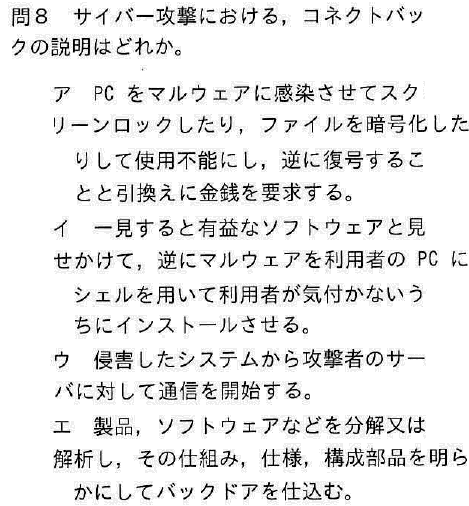 問8　サイバー攻撃における，コネクトバッ
クの説明はどれか。
ア　PC をマルウェアに感染させてスク
リーンロックしたり，ファイルを暗号化した
りして使用不能にし，逆に復号するこ
とと引換えに金銭を要求する。
イ　一見すると有益なソフトウェアと見
せかけて，逆にマルウェアを利用者の PC に
シェルを用いて利用者が気付かないう
ちにインストールさせる。
ウ　侵害したシステムから攻撃者のサー
バに対して通信を開始する。
エ　製品，ソフトウェアなどを分解又は
解析し，その仕組み，仕様，構成部品を明ら
かにしてバックドアを仕込む。